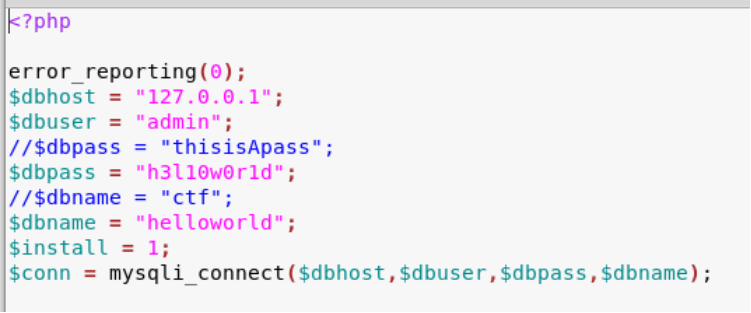 <?php
error_reporting(0);
$dbhost = "127.0.0.1";
$dbuser = "admin";
//$dbpass = "thisisApass";
$dbpass = "h3l10w0r1d";
//$dbname = "ctf";
$dbname = "helloworld";
$install = 1;
$conn = mysqli_connect($dbhost,$dbuser,$dbpass,$dbname);